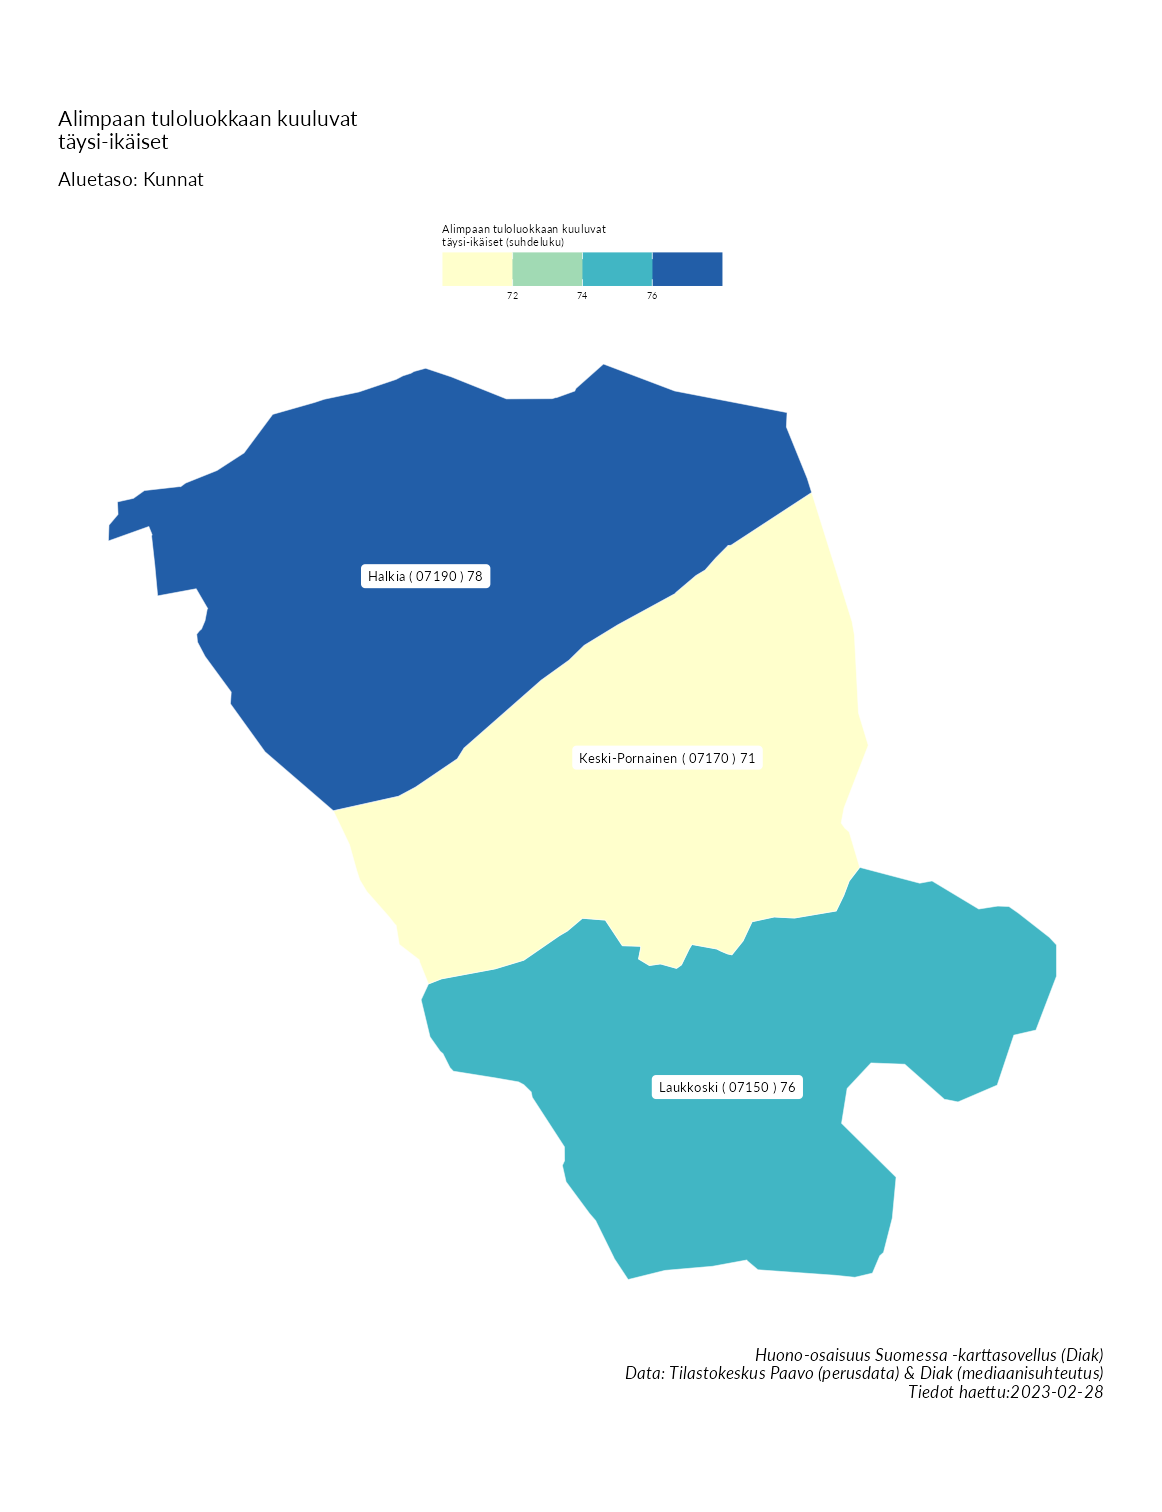 Alimpaan tuloluokkaan kuuluvat
täysi-ikäiset
Aluetaso: Kunnat
Alimpaan tuloluokkaan kuuluvat
täysi-ikäiset (suhdeluku)
72 74 76
Halkia ( 07190 ) 78
Keski-Pornainen ( 07170 ) 71
Laukkoski ( 07150 ) 76
Huono-osaisuus Suomessa -karttasovellus (Diak)
Data: Tilastokeskus Paavo (perusdata) & Diak (mediaanisuhteutus)
Tiedot haettu:2023-02-28